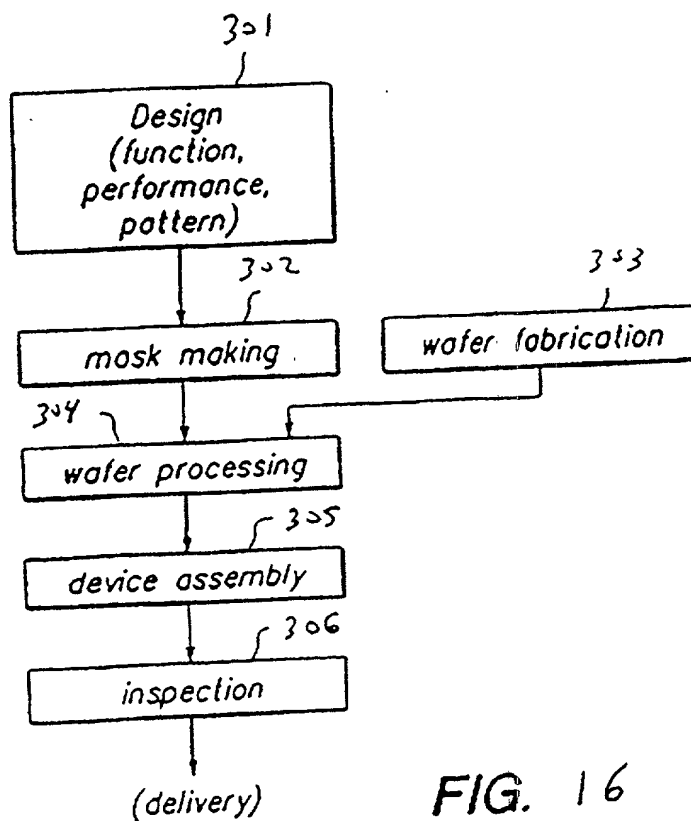 301
Design
(function,
performance,
pattern)
302
303
mask making
wafer fabrication
304
wafer processing
305
device assembly
306
inspection
(delivery)
FIG. 16